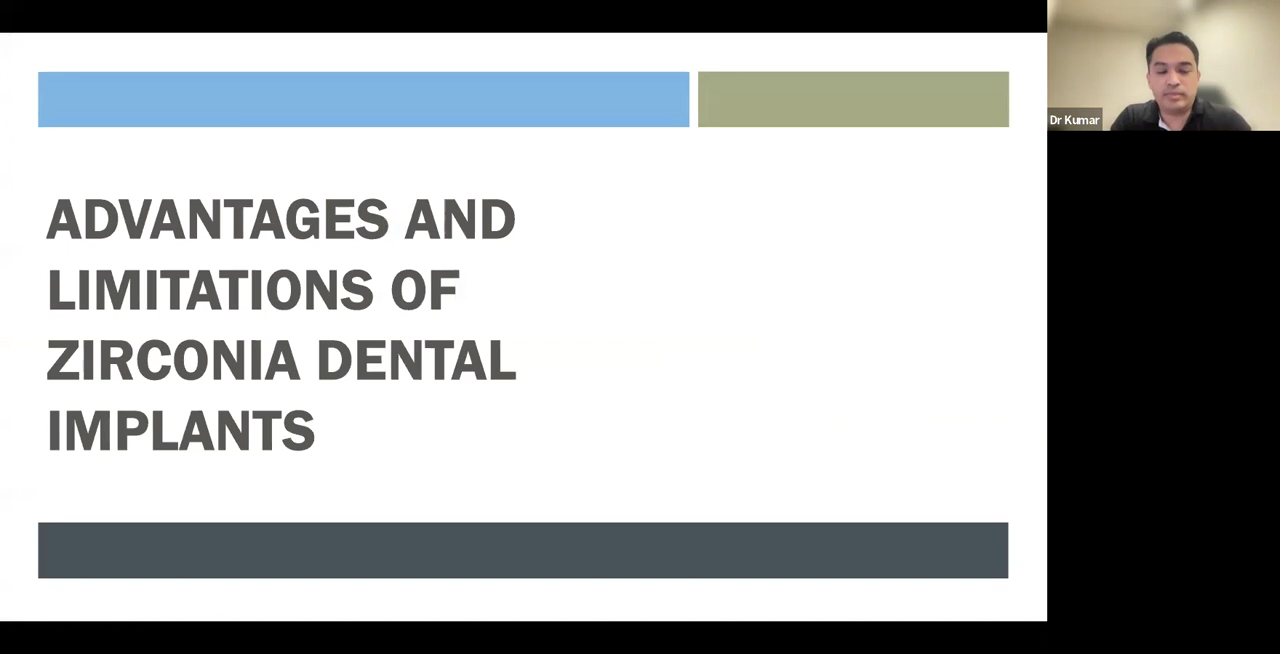 ADVANTAGES AND
LIMITATIONS OF
ZIRCONIA DENTAL
IMPLANTS
Dr Kumar